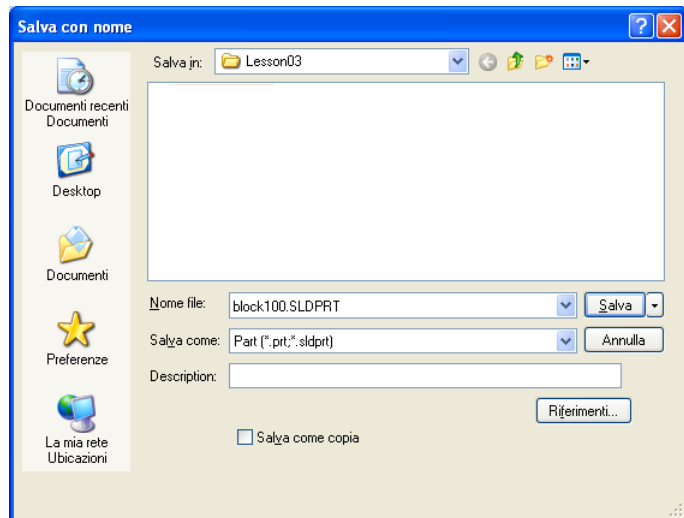 Salva con nome
Salva in: Lesson03
Documenti recenti
Documenti
Desktop
Documenti
Preferenze
La mia rete
Ubicazioni
Nome file: block100.SLDPRT Salva
Salva come: Part (*.prt;*.sldprt) Annulla
Description:
Riferimenti...
Salva come copia